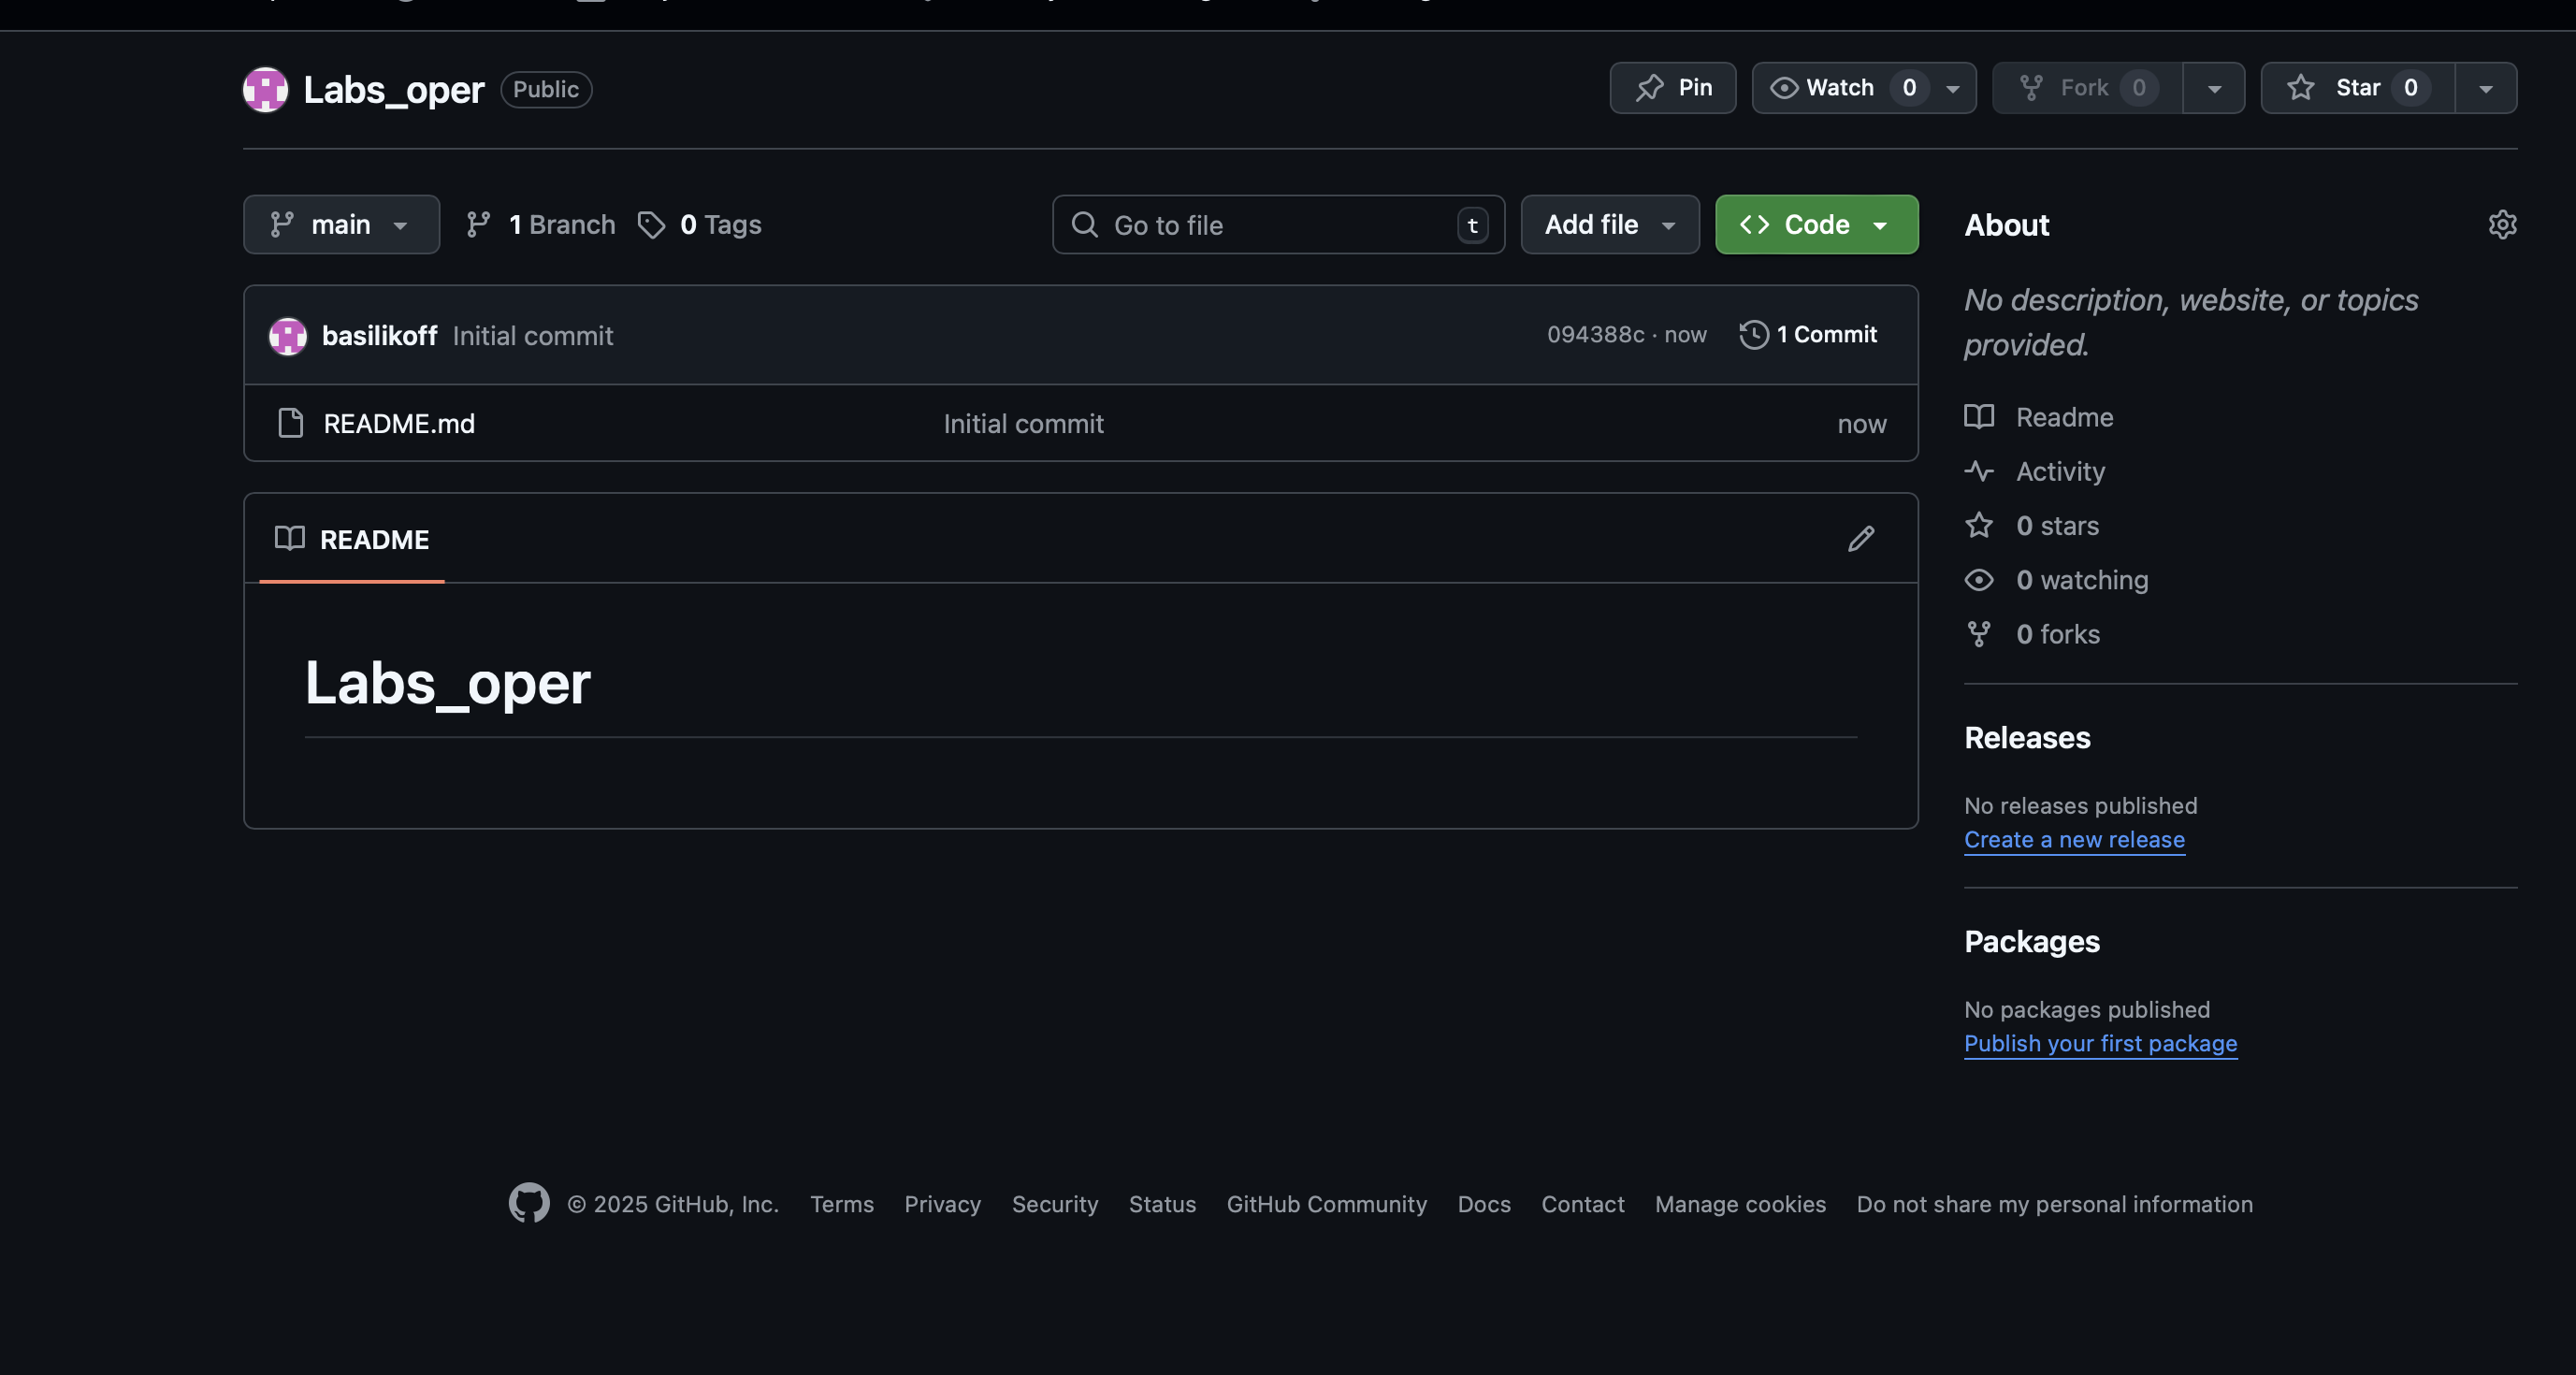 Labs_oper Public Pin Watch 0 Fork 0 Star 0
main 1 Branch 0 Tags Go to file t Add file Code
basilikoff Initial commit 094388c · now 1 Commit
README.md Initial commit now
README
Labs_oper
About
No description, website, or topics
provided.
Readme
Activity
0 stars
0 watching
0 forks
Releases
No releases published
Create a new release
Packages
No packages published
Publish your first package
© 2025 GitHub, Inc. Terms Privacy Security Status GitHub Community Docs Contact Manage cookies Do not share my personal information